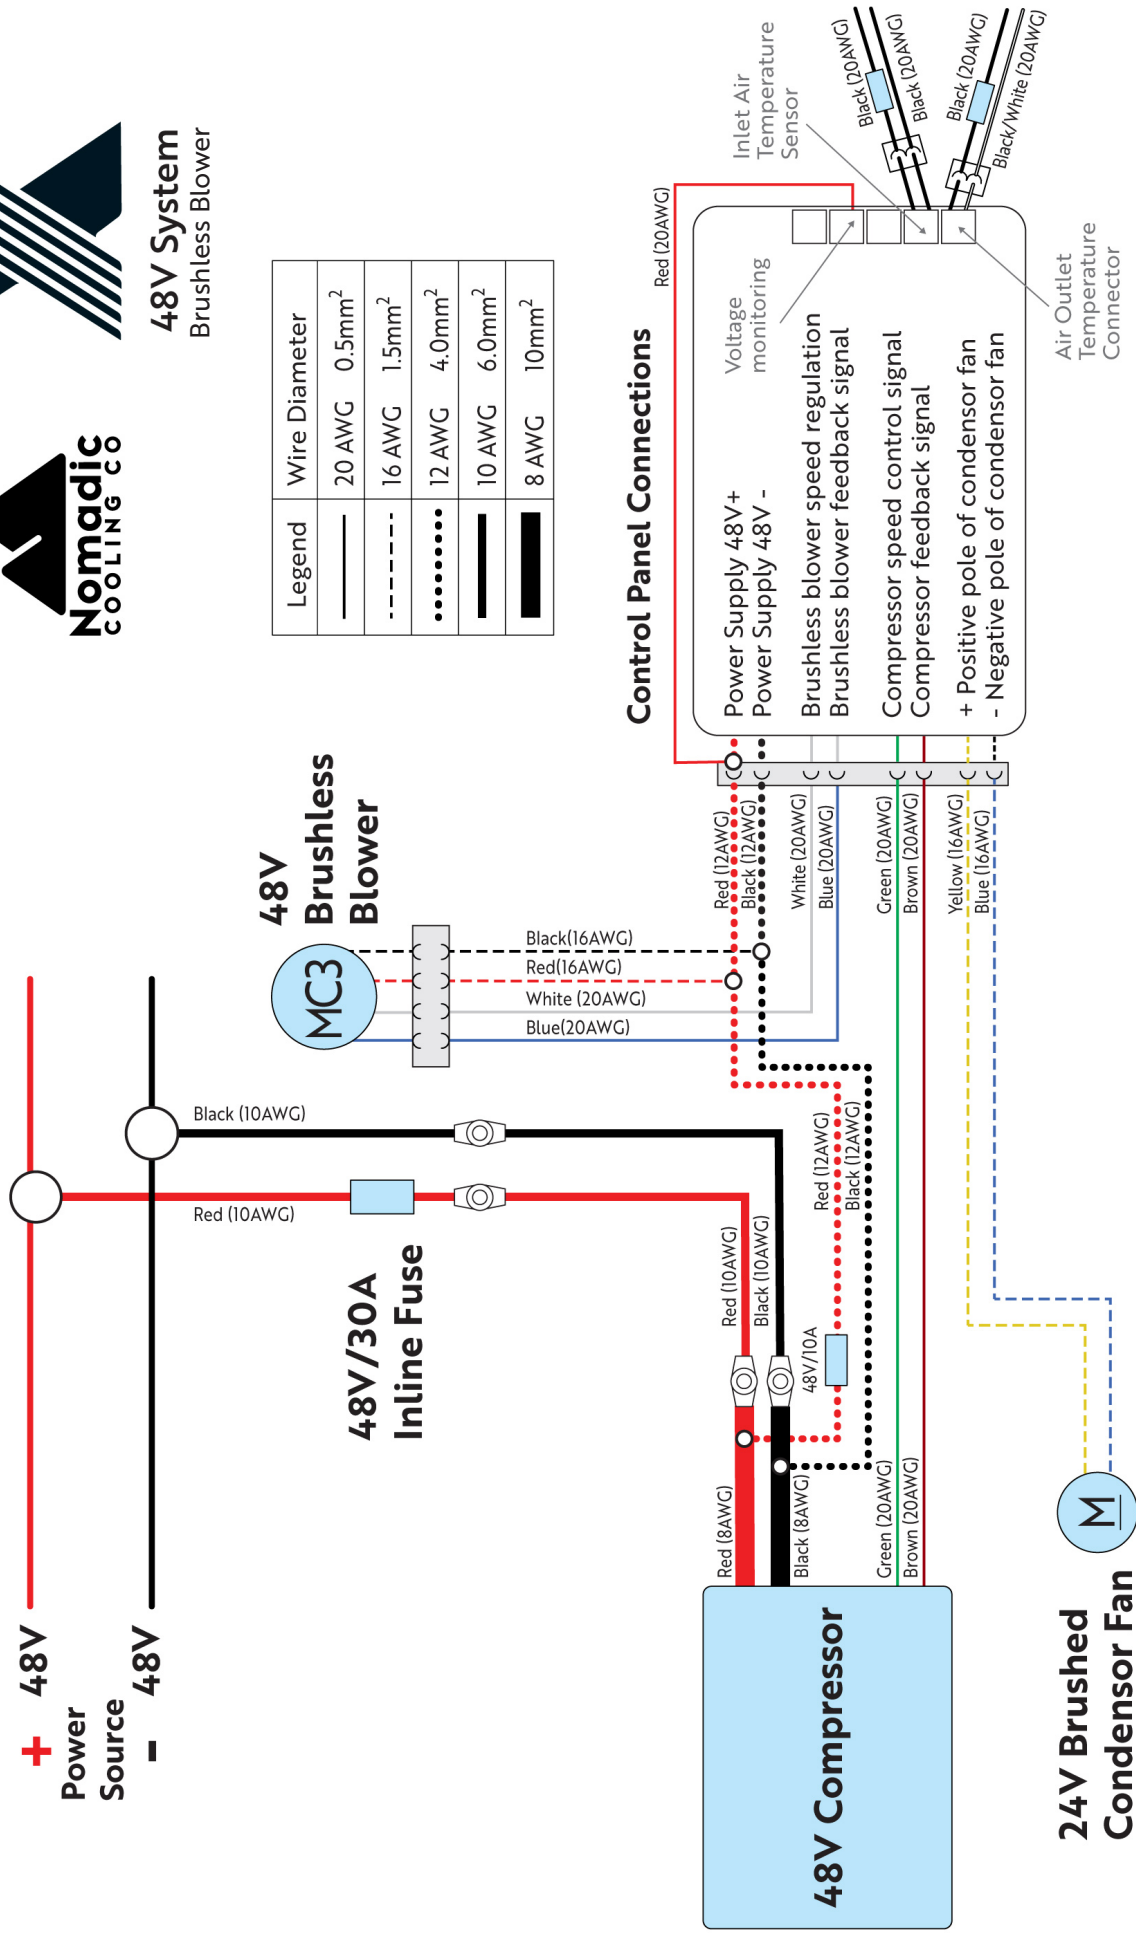 + 48V
Power
Source
- 48V
Nomadic
COOLING CO
48V System
Brushless Blower
Legend Wire Diameter
20 AWG 0.5mm²
16 AWG 1.5mm²
12 AWG 4.0mm²
10 AWG 6.0mm²
8 AWG 10mm²
Black (10AWG)
Red (10AWG)
48V/30A
Inline Fuse
48V
Brushless
Blower
MC3
Black(16AWG)
Red(16AWG)
White (20AWG)
Blue(20AWG)
Control Panel Connections
Red (20AWG)
Power Supply 48V+
Power Supply 48V -
Brushless blower speed regulation
Brushless blower feedback signal
Compressor speed control signal
Compressor feedback signal
+ Positive pole of condensor fan
- Negative pole of condensor fan
Voltage
monitoring
Inlet Air
Temperature
Sensor
Air Outlet
Temperature
Connector
Black (20AWG)
Black (20AWG)
Black (20AWG)
Black/White (20AWG)
Red (12AWG)
Black (12AWG)
White (20AWG)
Blue (20AWG)
Green (20AWG)
Brown (20AWG)
Yellow (16AWG)
Blue (16AWG)
Red (10AWG)
Black (10AWG)
Red (12AWG)
Black (12AWG)
48V/10A
Red (8AWG)
Black (8AWG)
Green (20AWG)
Brown (20AWG)
48V Compressor
M
24V Brushed
Condensor Fan